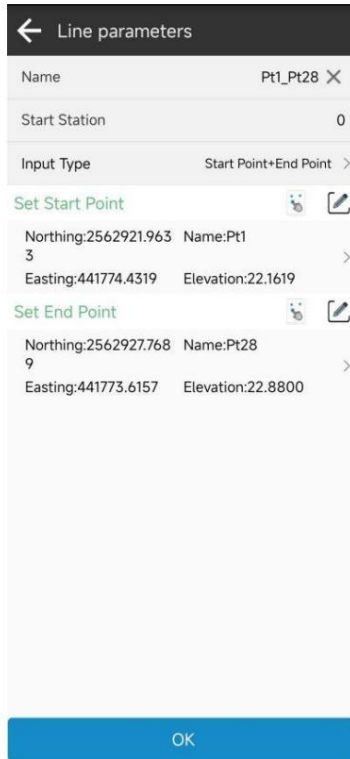 Line parameters
Name Pt1_Pt28
Start Station 0
Input Type Start Point+End Point
Set Start Point
Northing:2562921.963 Name:Pt1
3
Easting:441774.4319 Elevation:22.1619
Set End Point
Northing:2562927.768 Name:Pt28
9
Easting:441773.6157 Elevation:22.8800
OK